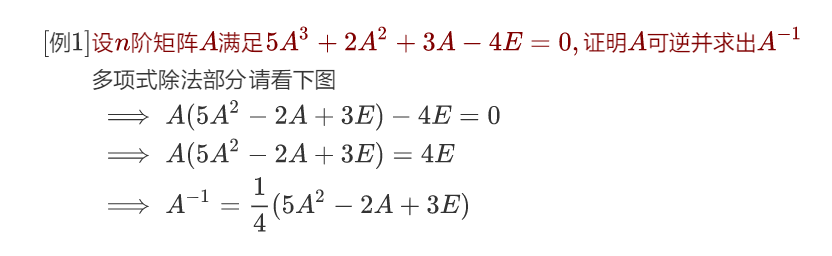 [例1]设n阶矩阵A满足5A³ + 2A² + 3A − 4E = 0, 证明A可逆并求出A⁻¹
多项式除法部分请看下图
⟹ A(5A² − 2A + 3E) − 4E = 0
⟹ A(5A² − 2A + 3E) = 4E
⟹ A⁻¹ = \frac{1}{4}(5A² − 2A + 3E)